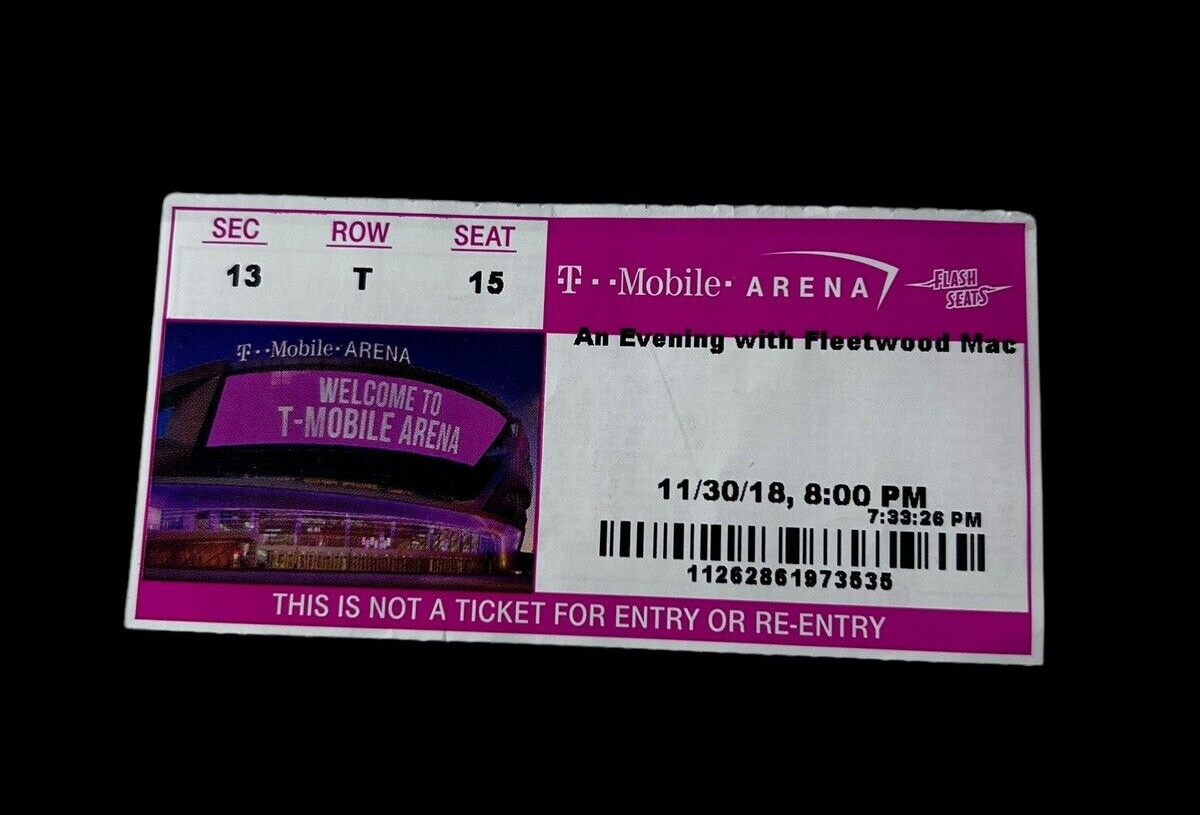 SEC ROW SEAT
13 T 15
T··Mobile· ARENA FLASH SEATS
An Evening with Fleetwood Mac
T··Mobile· ARENA
WELCOME TO
T-MOBILE ARENA
11/30/18, 8:00 PM
7:33:26 PM
11262861973535
THIS IS NOT A TICKET FOR ENTRY OR RE-ENTRY